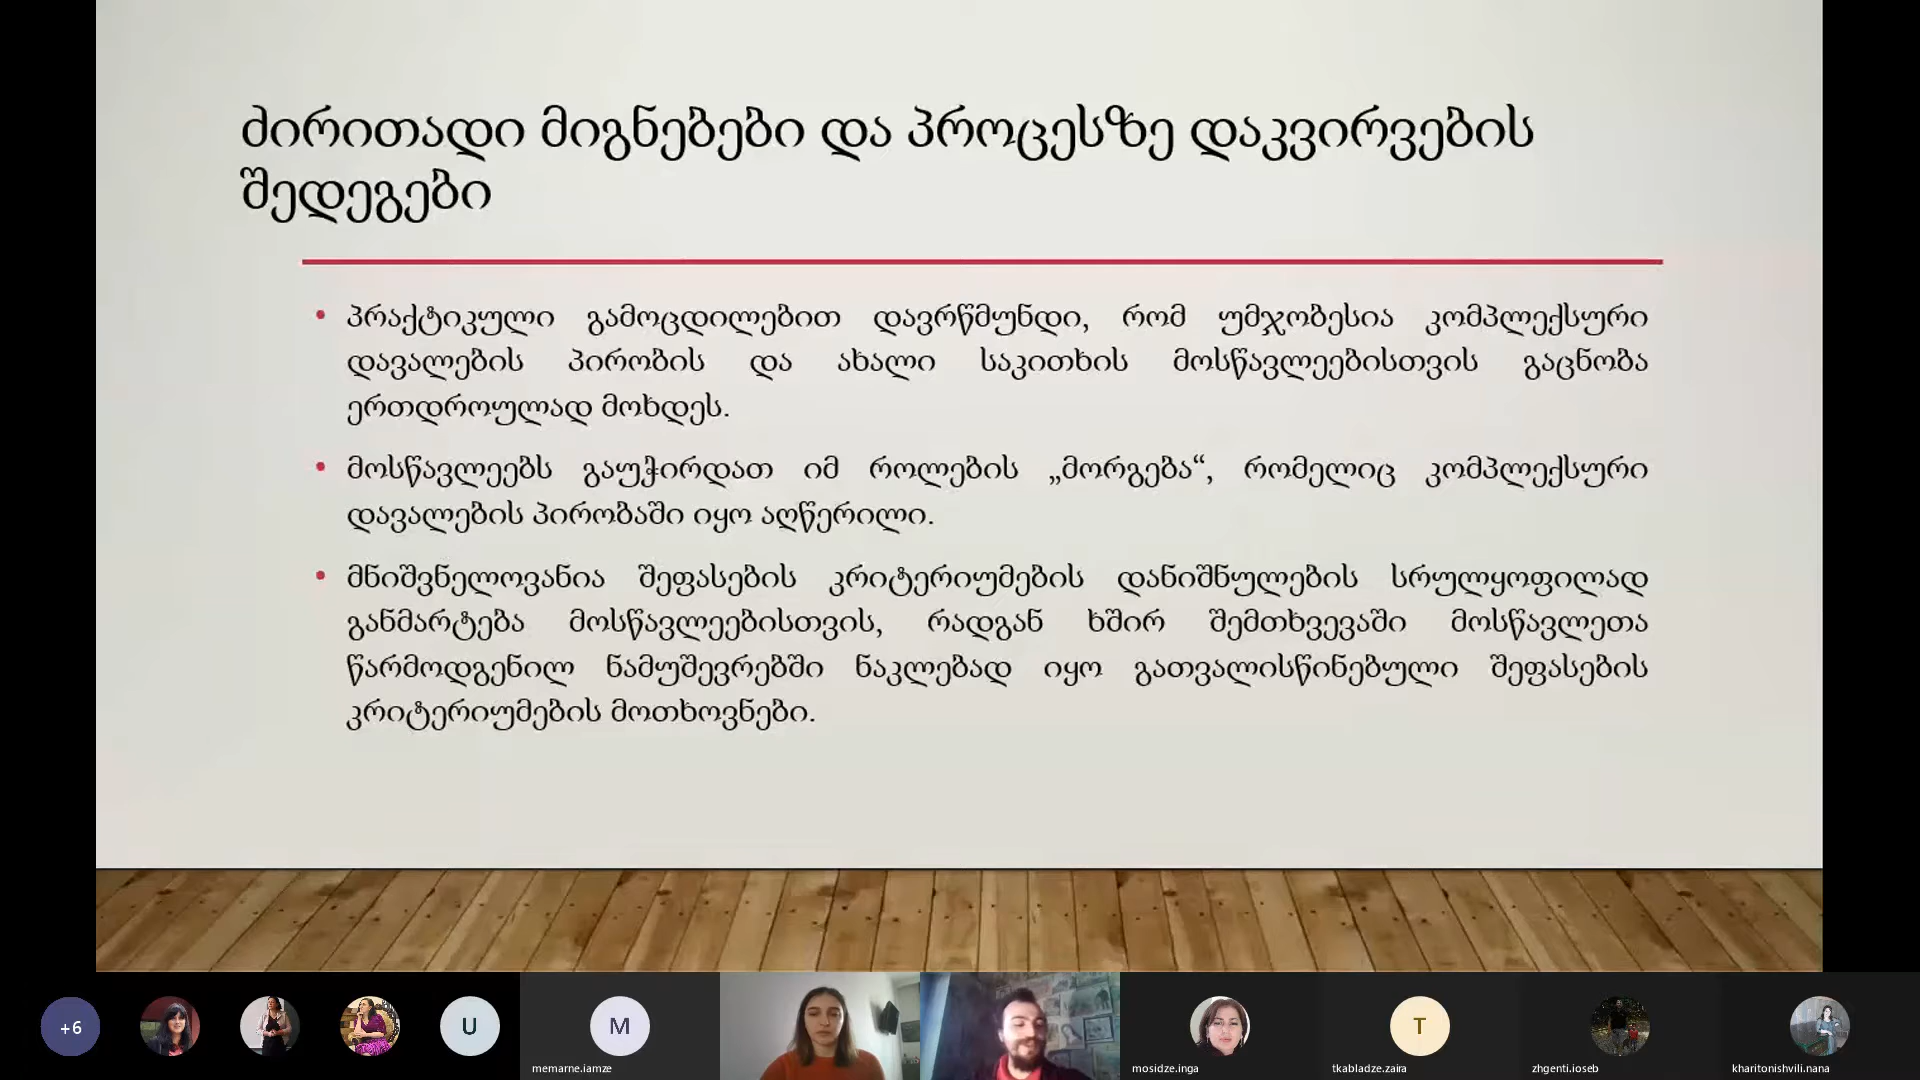 ძირითადი მიგნებები და პროცესზე დაკვირვების
შედეგები
• პრაქტიკული გამოცდილებით დავრწმუნდი, რომ უმჯობესია კომპლექსური
დავალების პირობის და ახალი საკითხის მოსწავლეებისთვის გაცნობა
ერთდროულად მოხდეს.
• მოსწავლეებს გაუჭირდათ იმ როლების „მორგება“, რომელიც კომპლექსური
დავალების პირობაში იყო აღწერილი.
• მნიშვნელოვანია შეფასების კრიტერიუმების დანიშნულების სრულყოფილად
განმარტება მოსწავლეებისთვის, რადგან ხშირ შემთხვევაში მოსწავლეთა
წარმოდგენილ ნამუშევრებში ნაკლებად იყო გათვალისწინებული შეფასების
კრიტერიუმების მოთხოვნები.
+6
U
M
T
memarne.iamze
mosidze.inga
tkabladze.zaira
zhgenti.ioseb
kharitonishvili.nana